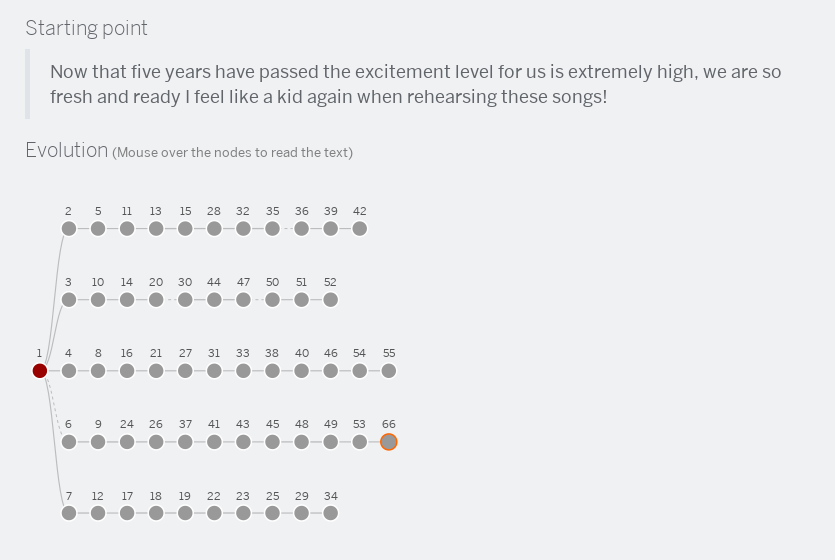 Starting point
Now that five years have passed the excitement level for us is extremely high, we are so
fresh and ready I feel like a kid again when rehearsing these songs!
Evolution (Mouse over the nodes to read the text)
2 5 11 13 15 28 32 35 36 39 42
3 10 14 20 30 44 47 50 51 52
1 4 8 16 21 27 31 33 38 40 46 54 55
6 9 24 26 37 41 43 45 48 49 53 66
7 12 17 18 19 22 23 25 29 34